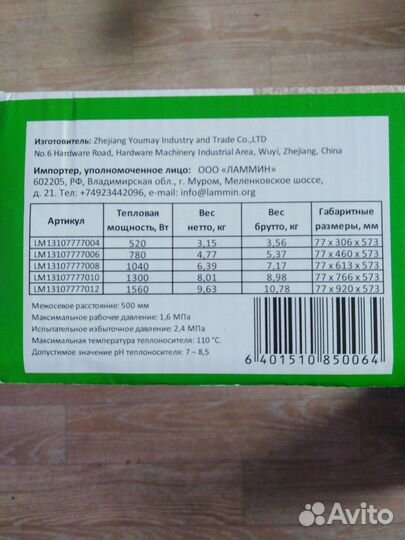 Изготовитель: Zhejiang Youmay Industry and Trade Co.,LTD
No.6 Hardware Road, Hardware Machinery Industrial Area, Wuyi, Zhejiang, China
Импортер, уполномоченное лицо: ООО «ЛАММИН»
602205, РФ, Владимирская обл., г. Муром, Меленковское шоссе,
д. 21. Тел: +74923442096, e-mail: info@lammin.org
Артикул Тепловая мощность, Вт Вес нетто, кг Вес брутто, кг Габаритные размеры, мм
LM13107777004 520 3,15 3,56 77 x 306 x 573
LM13107777006 780 4,77 5,37 77 x 460 x 573
LM13107777008 1040 6,39 7,17 77 x 613 x 573
LM13107777010 1300 8,01 8,98 77 x 766 x 573
LM13107777012 1560 9,63 10,78 77 x 920 x 573
Межосевое расстояние: 500 мм
Максимальное рабочее давление: 1,6 МПа
Испытательное избыточное давление: 2,4 МПа
Максимальная температура теплоносителя: 110 °С.
Допустимое значение pH теплоносителя: 7 – 8,5
6 401510 850064
Avito